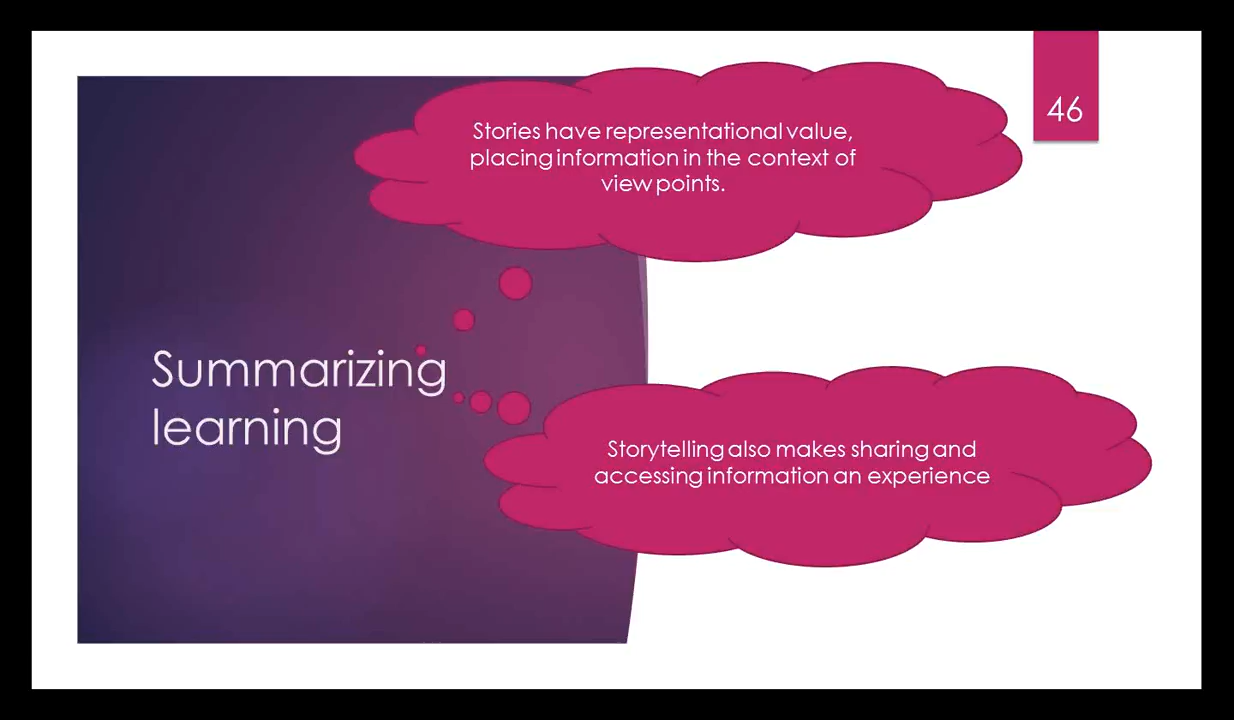 46
Stories have representational value,
placing information in the context of
view points.
Summarizing
learning
Storytelling also makes sharing and
accessing information an experience